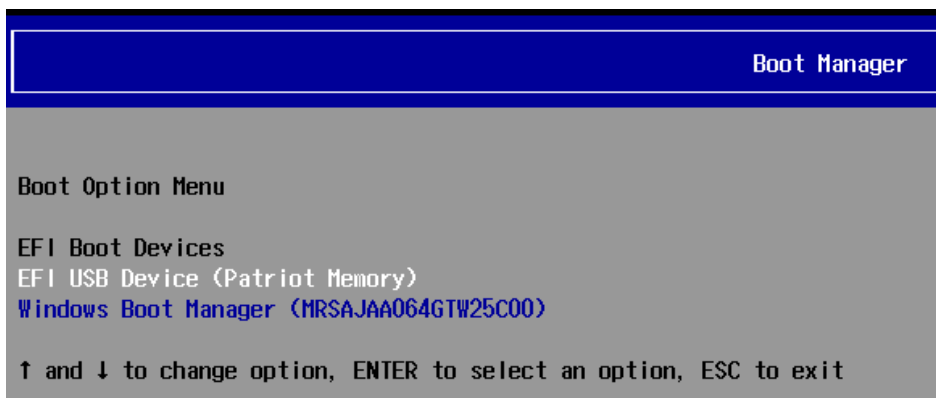 Boot Manager
Boot Option Menu
EFI Boot Devices
EFI USB Device (Patriot Memory)
Windows Boot Manager (MRSAJAA064GTW25C00)
↑ and ↓ to change option, ENTER to select an option, ESC to exit